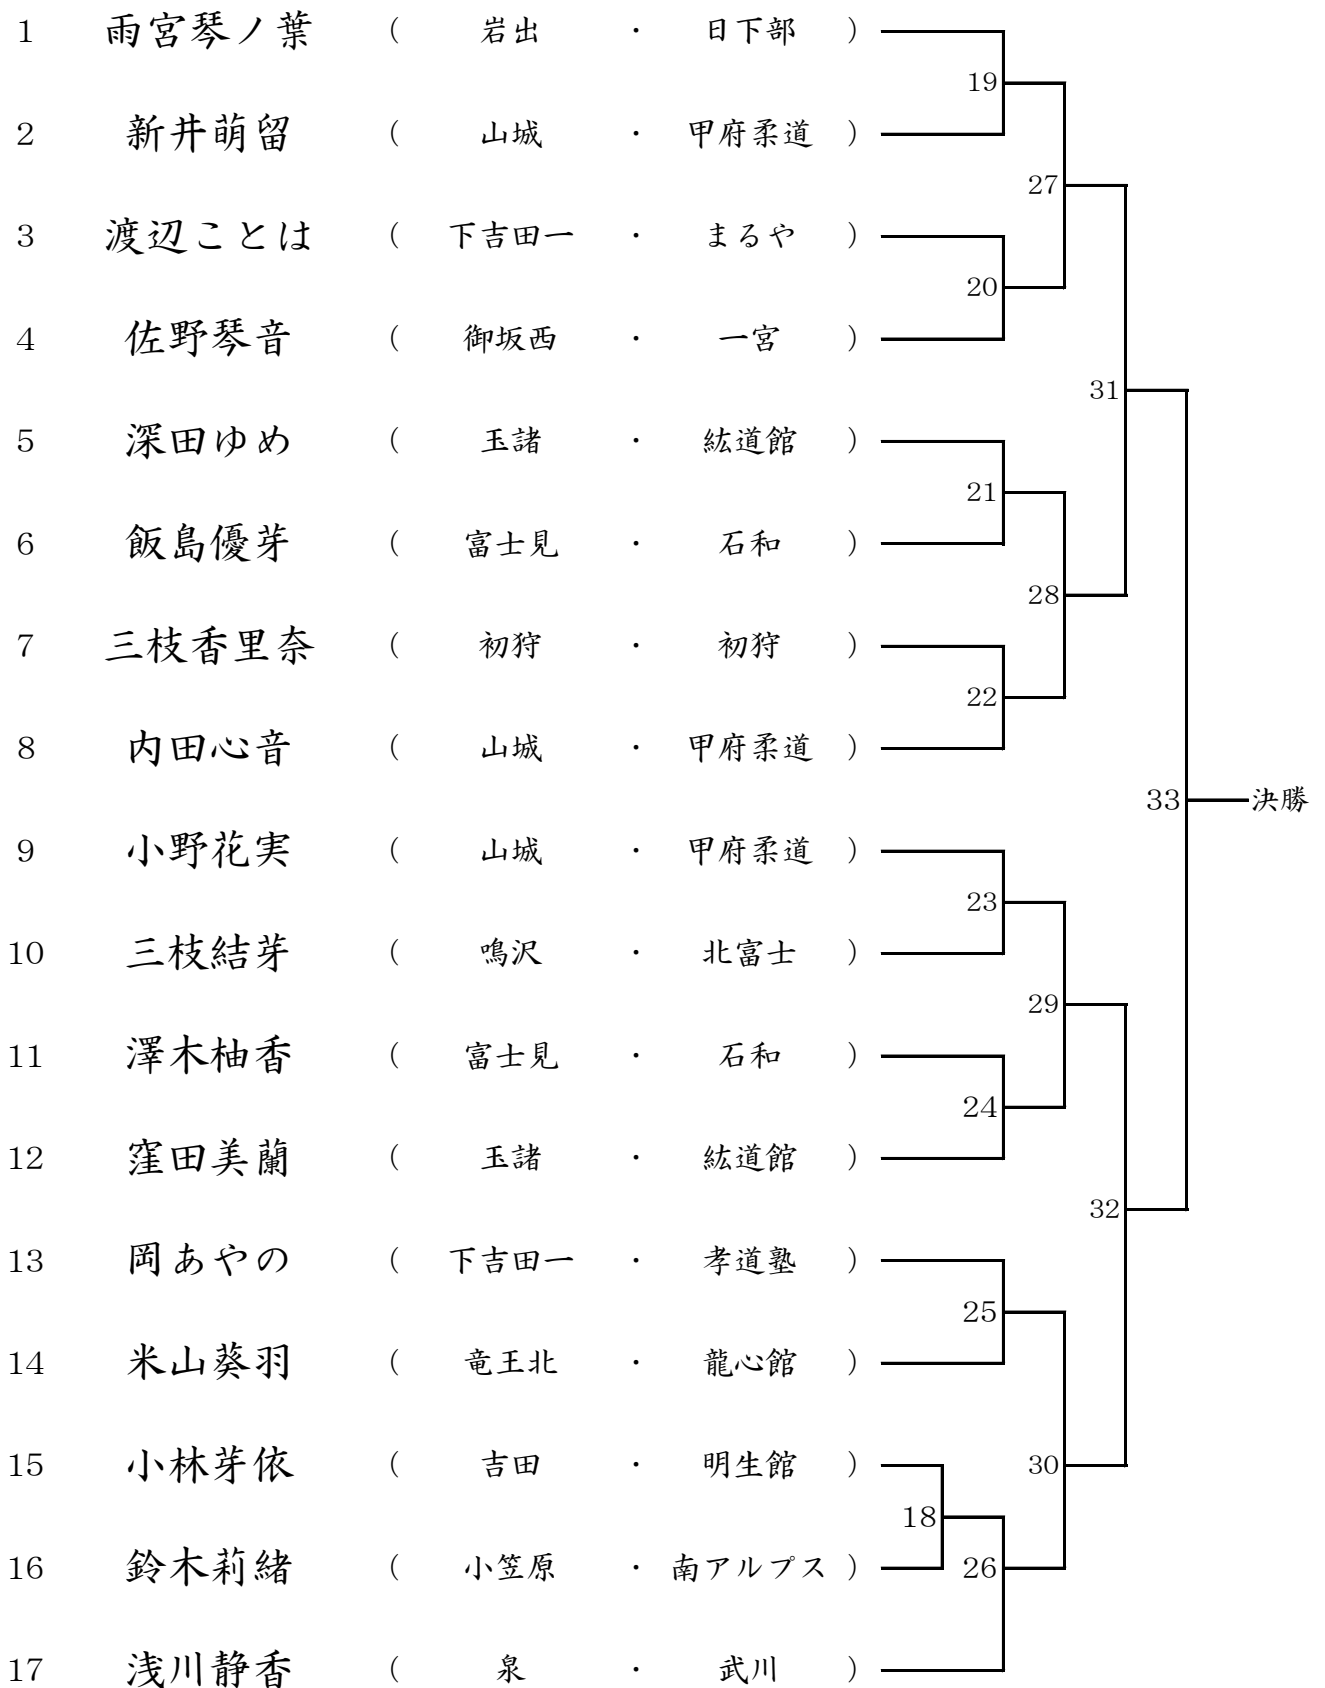 1 雨宮琴ノ葉 ( 岩出 ・ 日下部 )
19
2 新井萌留 ( 山城 ・ 甲府柔道 )
27
3 渡辺ことは ( 下吉田一 ・ まるや )
20
4 佐野琴音 ( 御坂西 ・ 一宮 )
31
5 深田ゆめ ( 玉諸 ・ 紘道館 )
21
6 飯島優芽 ( 富士見 ・ 石和 )
28
7 三枝香里奈 ( 初狩 ・ 初狩 )
22
8 内田心音 ( 山城 ・ 甲府柔道 )
33 決勝
9 小野花実 ( 山城 ・ 甲府柔道 )
23
10 三枝結芽 ( 鳴沢 ・ 北富士 )
29
11 澤木柚香 ( 富士見 ・ 石和 )
24
12 窪田美蘭 ( 玉諸 ・ 紘道館 )
32
13 岡あやの ( 下吉田一 ・ 孝道塾 )
25
14 米山葵羽 ( 竜王北 ・ 龍心館 )
15 小林芽依 ( 吉田 ・ 明生館 ) 30
18
16 鈴木莉緒 ( 小笠原 ・ 南アルプス ) 26
17 浅川静香 ( 泉 ・ 武川 )